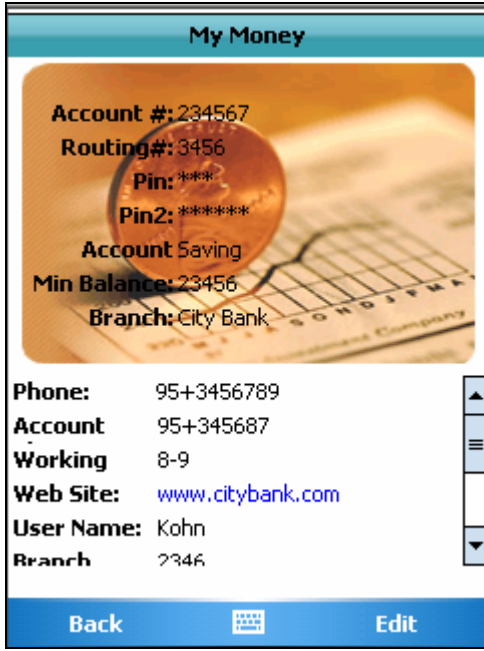 My Money
Account #: 234567
Routing#: 3456
Pin: ***
Pin2: ******
Account Saving
Min Balance: 23456
Branch: City Bank
Phone: 95+3456789
Account 95+345687
Working 8-9
Web Site: www.citybank.com
User Name: Kohn
Branch 2346
Back Edit